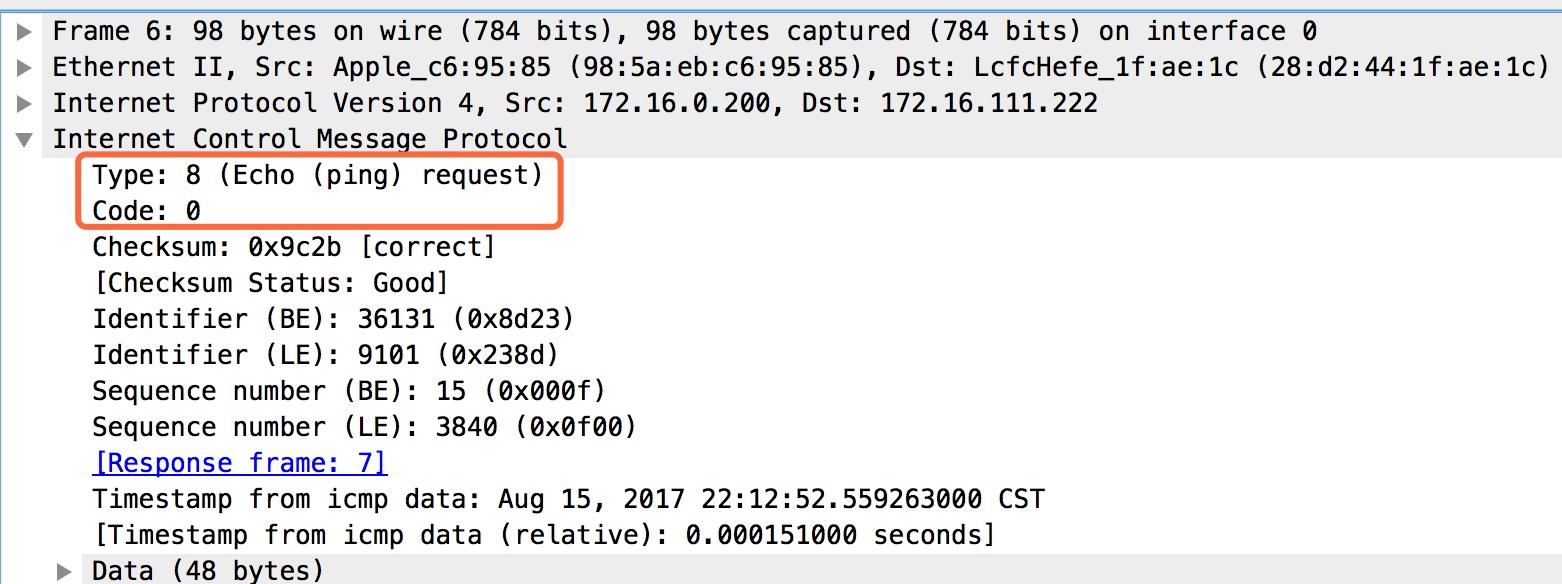 Frame 6: 98 bytes on wire (784 bits), 98 bytes captured (784 bits) on interface 0
Ethernet II, Src: Apple_c6:95:85 (98:5a:eb:c6:95:85), Dst: LcfcHefe_1f:ae:1c (28:d2:44:1f:ae:1c)
Internet Protocol Version 4, Src: 172.16.0.200, Dst: 172.16.111.222
Internet Control Message Protocol
Type: 8 (Echo (ping) request)
Code: 0
Checksum: 0x9c2b [correct]
[Checksum Status: Good]
Identifier (BE): 36131 (0x8d23)
Identifier (LE): 9101 (0x238d)
Sequence number (BE): 15 (0x000f)
Sequence number (LE): 3840 (0x0f00)
[Response frame: 7]
Timestamp from icmp data: Aug 15, 2017 22:12:52.559263000 CST
[Timestamp from icmp data (relative): 0.000151000 seconds]
Data (48 bytes)